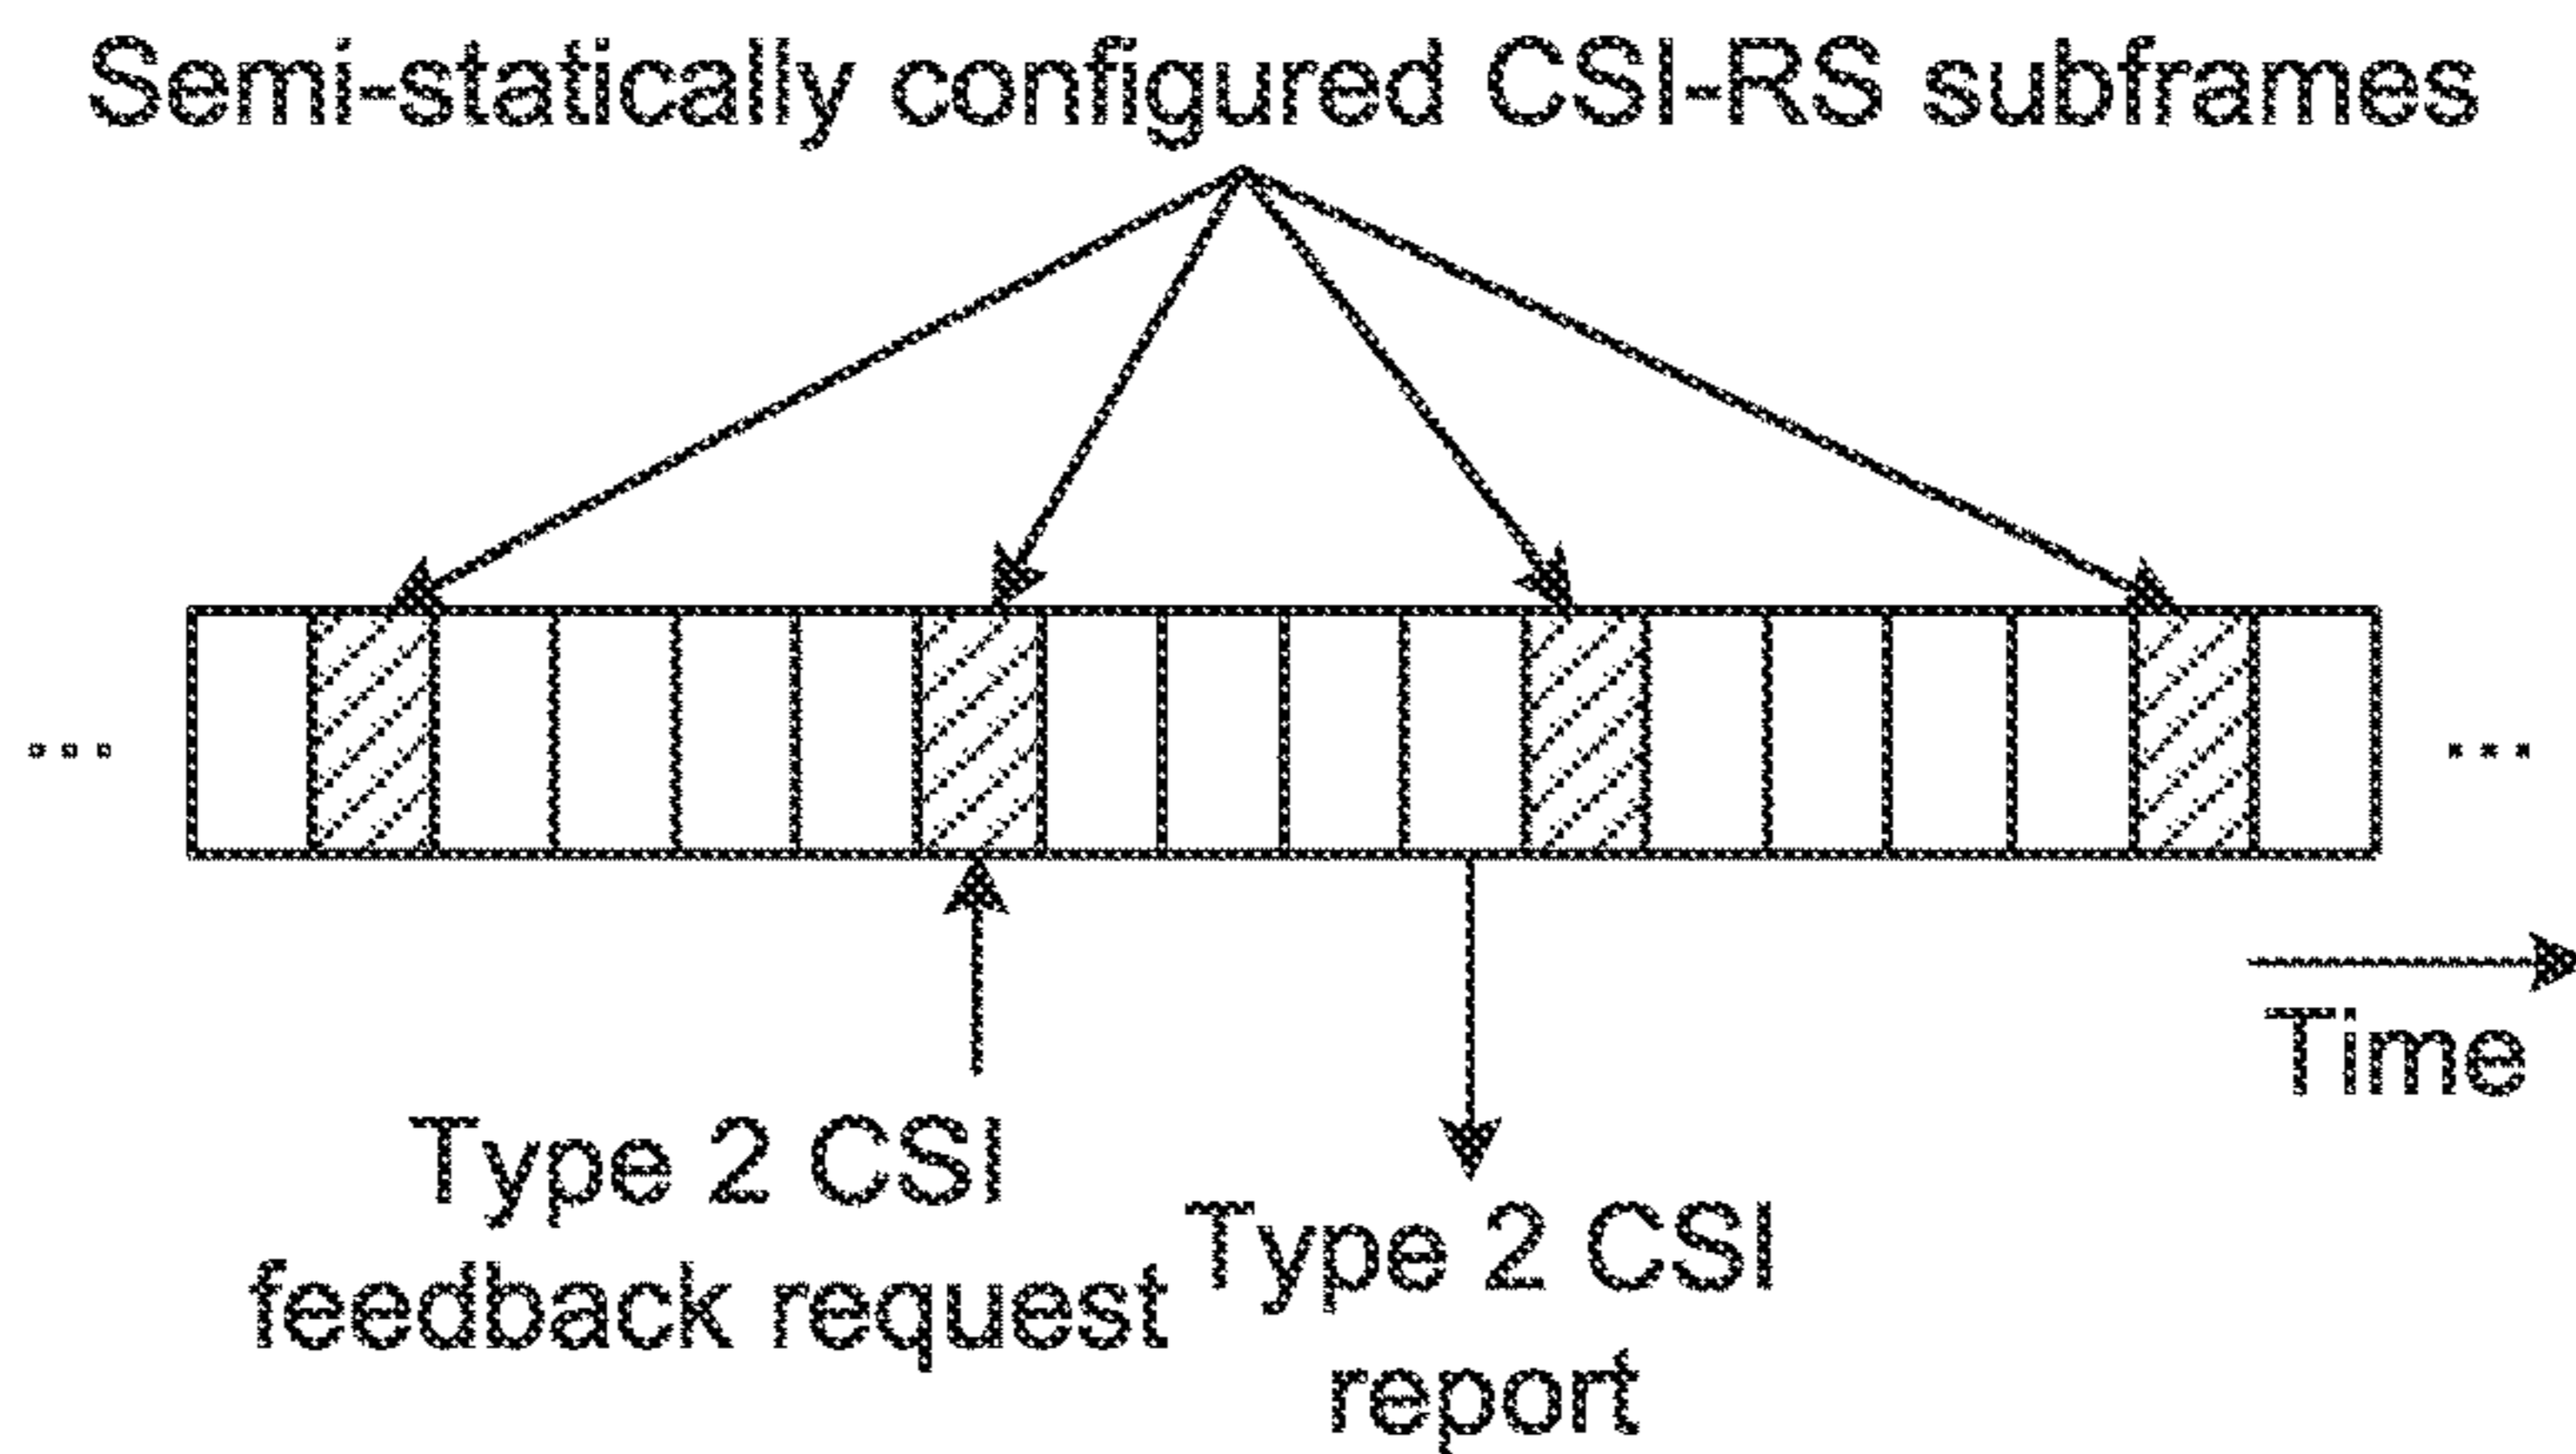 Semi-statically configured CSI-RS subframes
... ...
Time
Type 2 CSI
feedback request
Type 2 CSI
report